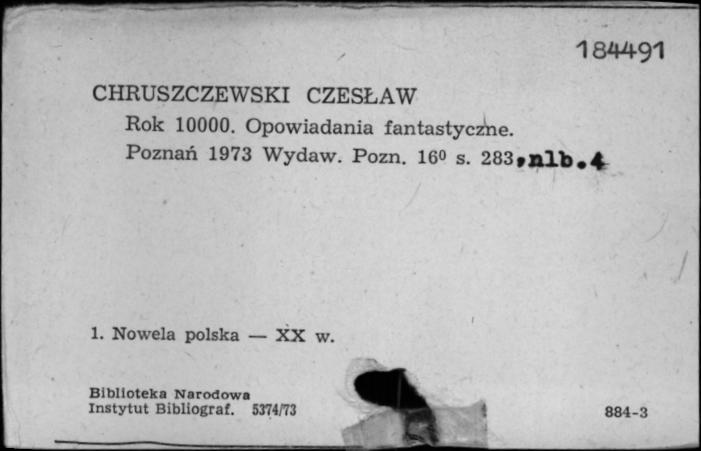 184491
CHRUSZCZEWSKI CZESŁAW
Rok 10000. Opowiadania fantastyczne.
Poznań 1973 Wydaw. Pozn. 16⁰ s. 283,nlb.4
1. Nowela polska — XX w.
Biblioteka Narodowa
Instytut Bibliograf. 5374/73
884-3